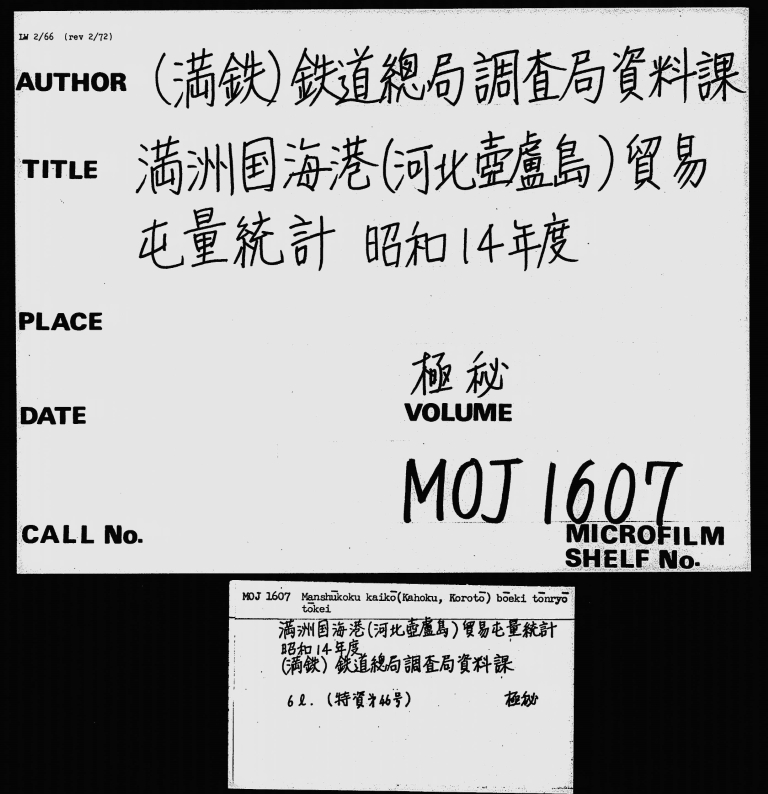 LW 2/66 (rev 2/72)
AUTHOR (満鉄)鉄道總局調査局資料課
TITLE 満洲国海港(河北壺盧島)貿易
屯量統計 昭和14年度
PLACE
極秘
DATE VOLUME
MOJ 1607
CALL No. MICROFILM
SHELF No.
MOJ 1607 Manshūkoku kaikō(Kahoku, Korotō) bōeki tonryō
tōkei
満洲国海港(河北壺盧島)貿易屯量統計
昭和14年度
(満鉄) 鉄道總局調査局資料課
6 l. (特資才46号) 極秘